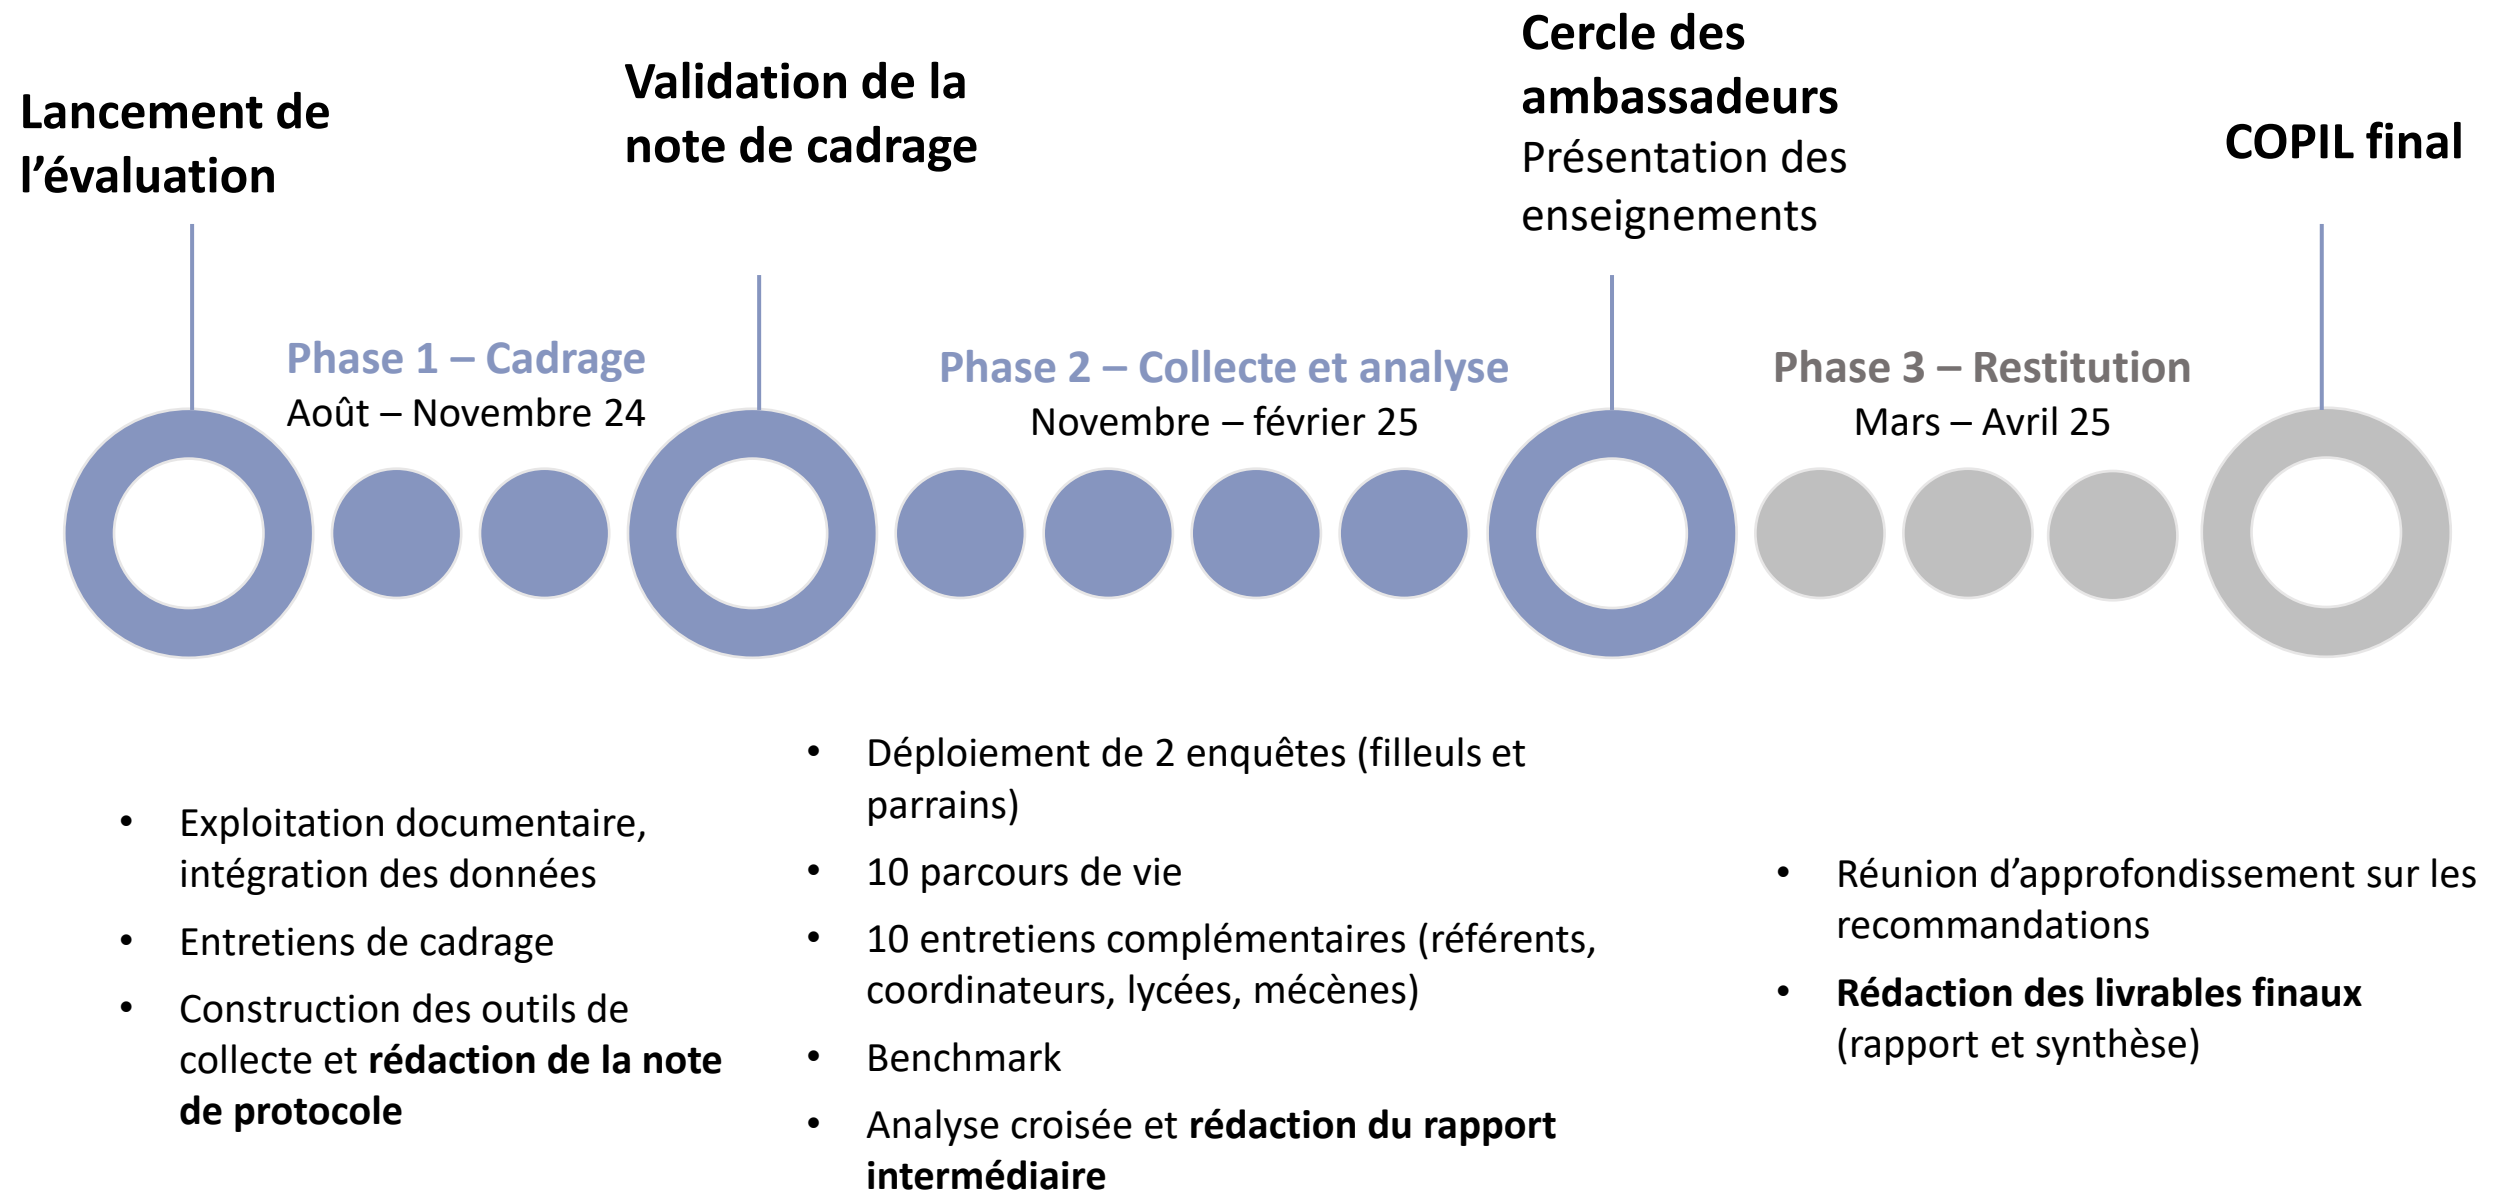 Lancement de
l’évaluation
Validation de la
note de cadrage
Cercle des
ambassadeurs
Présentation des
enseignements
COPIL final
Phase 1 – Cadrage
Août – Novembre 24
Phase 2 – Collecte et analyse
Novembre – février 25
Phase 3 – Restitution
Mars – Avril 25
• Exploitation documentaire,
intégration des données
• Entretiens de cadrage
• Construction des outils de
collecte et rédaction de la note
de protocole
• Déploiement de 2 enquêtes (filleuls et
parrains)
• 10 parcours de vie
• 10 entretiens complémentaires (référents,
coordinateurs, lycées, mécènes)
• Benchmark
• Analyse croisée et rédaction du rapport
intermédiaire
• Réunion d’approfondissement sur les
recommandations
• Rédaction des livrables finaux
(rapport et synthèse)